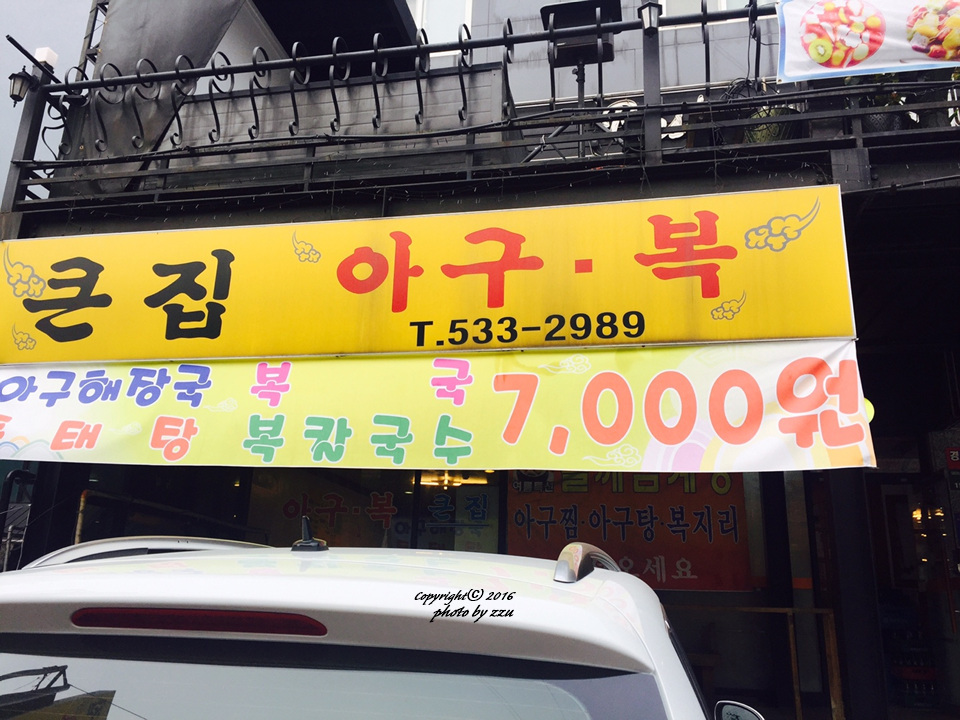 큰집 아구·복
T.533-2989
아구해장국 복 국 7,000원
태 탕 복칼국수
아구·복 큰집
아구찜·아구탕·복지리
Copyright© 2016
photo by zzu